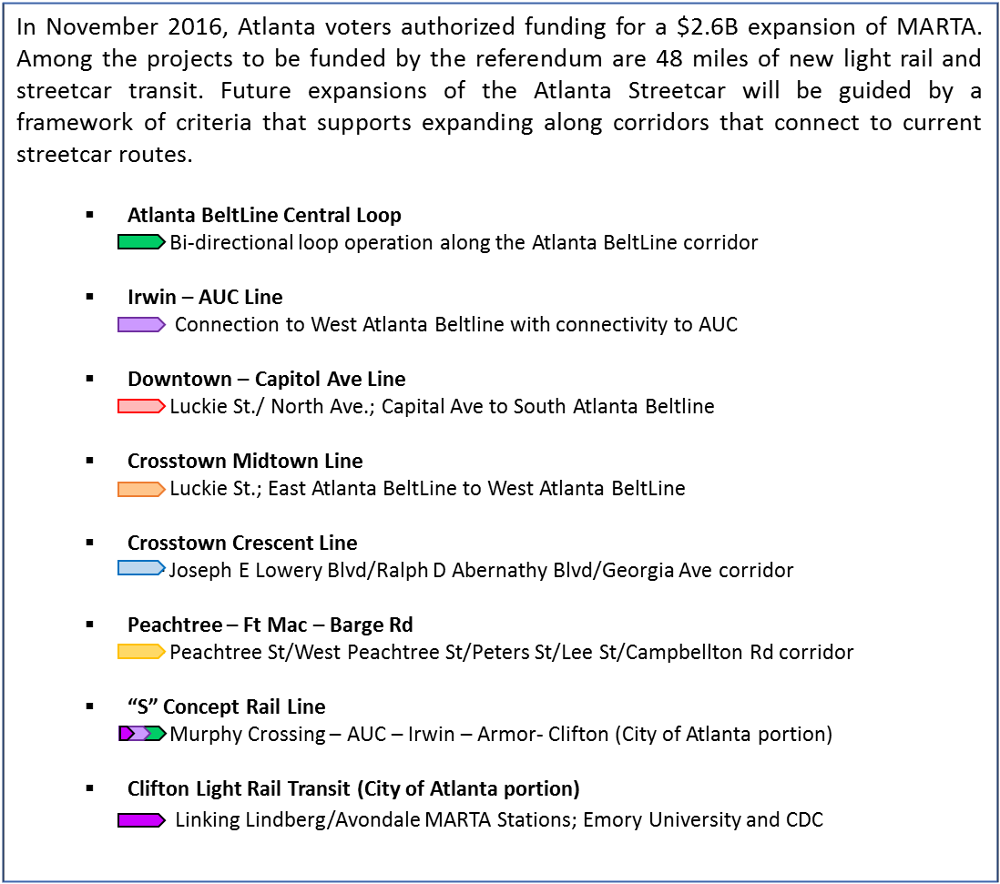 In November 2016, Atlanta voters authorized funding for a $2.6B expansion of MARTA.
Among the projects to be funded by the referendum are 48 miles of new light rail and
streetcar transit. Future expansions of the Atlanta Streetcar will be guided by a
framework of criteria that supports expanding along corridors that connect to current
streetcar routes.
▪ Atlanta BeltLine Central Loop
Bi-directional loop operation along the Atlanta BeltLine corridor
▪ Irwin – AUC Line
Connection to West Atlanta Beltline with connectivity to AUC
▪ Downtown – Capitol Ave Line
Luckie St./ North Ave.; Capital Ave to South Atlanta Beltline
▪ Crosstown Midtown Line
Luckie St.; East Atlanta BeltLine to West Atlanta BeltLine
▪ Crosstown Crescent Line
Joseph E Lowery Blvd/Ralph D Abernathy Blvd/Georgia Ave corridor
▪ Peachtree – Ft Mac – Barge Rd
Peachtree St/West Peachtree St/Peters St/Lee St/Campbellton Rd corridor
▪ “S” Concept Rail Line
Murphy Crossing – AUC – Irwin – Armor- Clifton (City of Atlanta portion)
▪ Clifton Light Rail Transit (City of Atlanta portion)
Linking Lindberg/Avondale MARTA Stations; Emory University and CDC